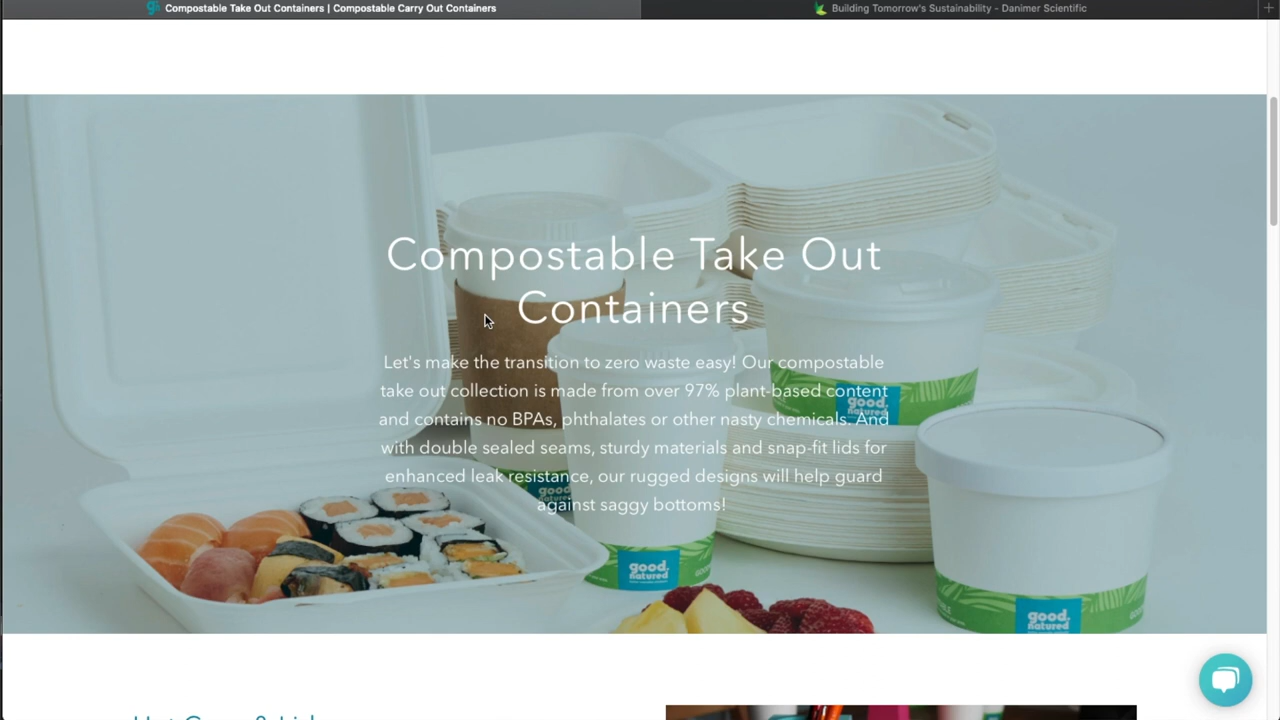 Compostable Take Out Containers | Compostable Carry Out Containers
Building Tomorrow's Sustainability - Danimer Scientific
Compostable Take Out
Containers
Let's make the transition to zero waste easy! Our compostable
take out collection is made from over 97% plant-based content
and contains no BPAs, phthalates or other nasty chemicals. And
with double sealed seams, sturdy materials and snap-fit lids for
enhanced leak resistance, our rugged designs will help guard
against saggy bottoms!
good
natured
good
natured
good
natured
good